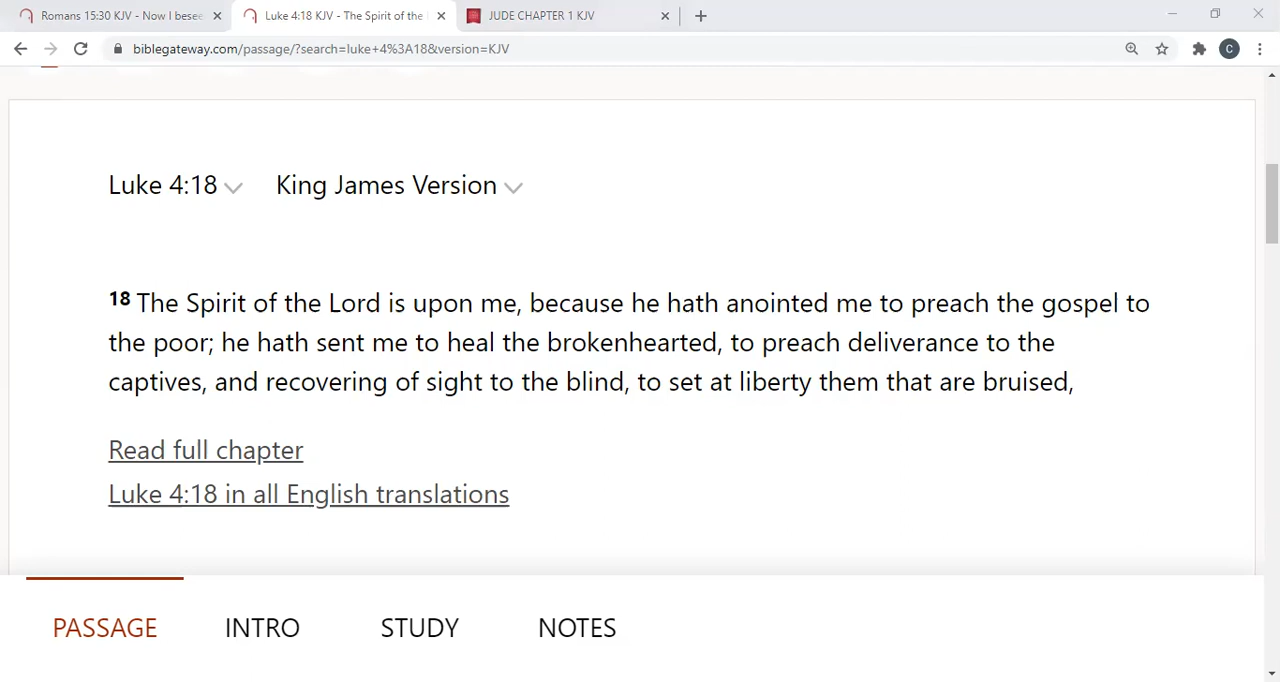 Romans 15:30 KJV - Now I besee
Luke 4:18 KJV - The Spirit of the
JUDE CHAPTER 1 KJV
biblegateway.com/passage/?search=luke+4%3A18&version=KJV
C
Luke 4:18 King James Version
18 The Spirit of the Lord is upon me, because he hath anointed me to preach the gospel to
the poor; he hath sent me to heal the brokenhearted, to preach deliverance to the
captives, and recovering of sight to the blind, to set at liberty them that are bruised,
Read full chapter
Luke 4:18 in all English translations
PASSAGE INTRO STUDY NOTES